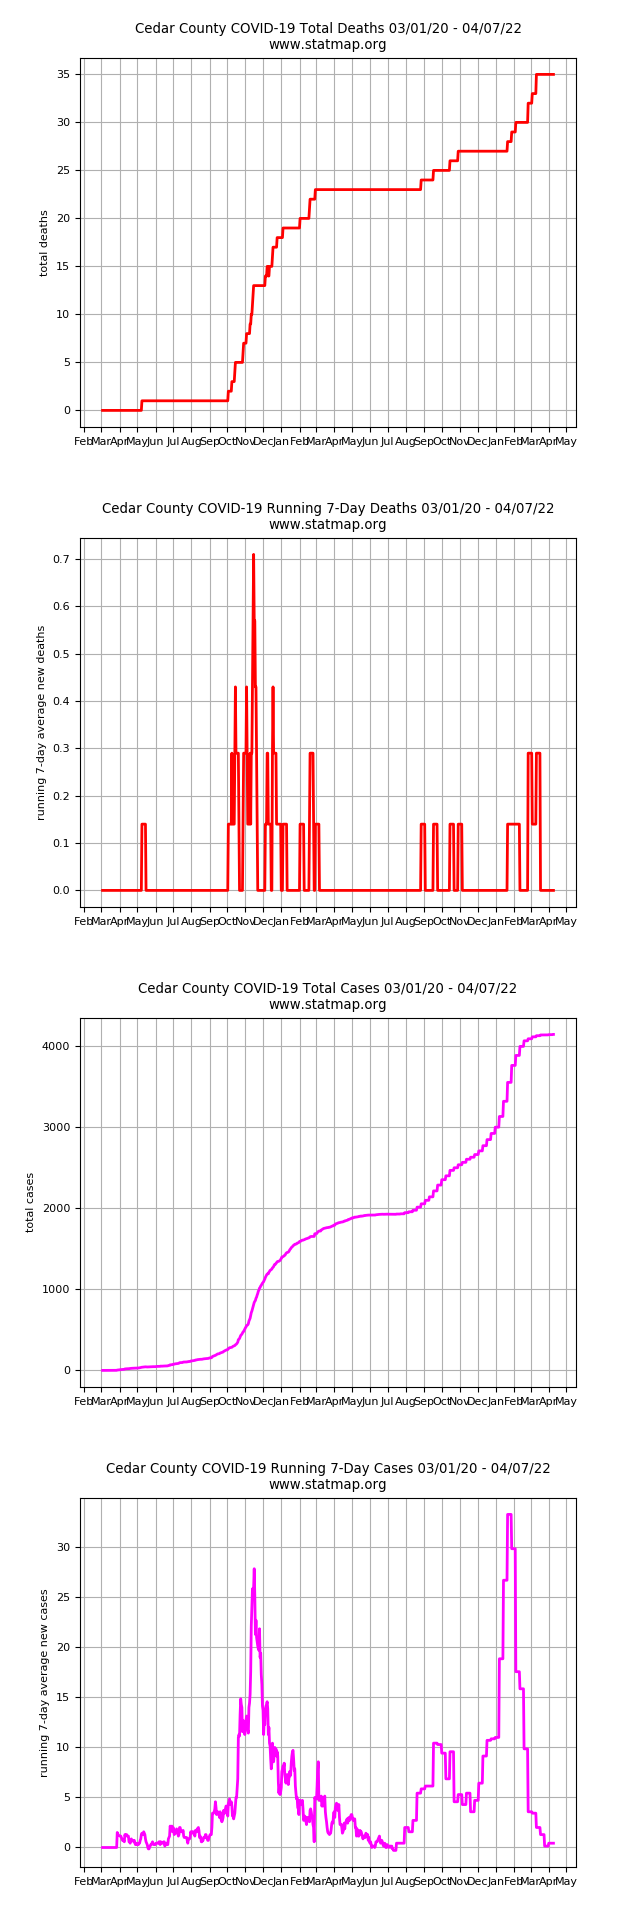 Cedar County COVID-19 Total Deaths 03/01/20 - 04/07/22
www.statmap.org
35
30
25
20
15
10
5
0
total deaths
Feb Mar Apr May Jun Jul Aug Sep Oct Nov Dec Jan Feb Mar Apr May Jun Jul Aug Sep Oct Nov Dec Jan Feb Mar Apr May
Cedar County COVID-19 Running 7-Day Deaths 03/01/20 - 04/07/22
www.statmap.org
0.7
0.6
0.5
0.4
0.3
0.2
0.1
0.0
running 7-day average new deaths
Feb Mar Apr May Jun Jul Aug Sep Oct Nov Dec Jan Feb Mar Apr May Jun Jul Aug Sep Oct Nov Dec Jan Feb Mar Apr May
Cedar County COVID-19 Total Cases 03/01/20 - 04/07/22
www.statmap.org
4000
3000
2000
1000
0
total cases
Feb Mar Apr May Jun Jul Aug Sep Oct Nov Dec Jan Feb Mar Apr May Jun Jul Aug Sep Oct Nov Dec Jan Feb Mar Apr May
Cedar County COVID-19 Running 7-Day Cases 03/01/20 - 04/07/22
www.statmap.org
30
25
20
15
10
5
0
running 7-day average new cases
Feb Mar Apr May Jun Jul Aug Sep Oct Nov Dec Jan Feb Mar Apr May Jun Jul Aug Sep Oct Nov Dec Jan Feb Mar Apr May